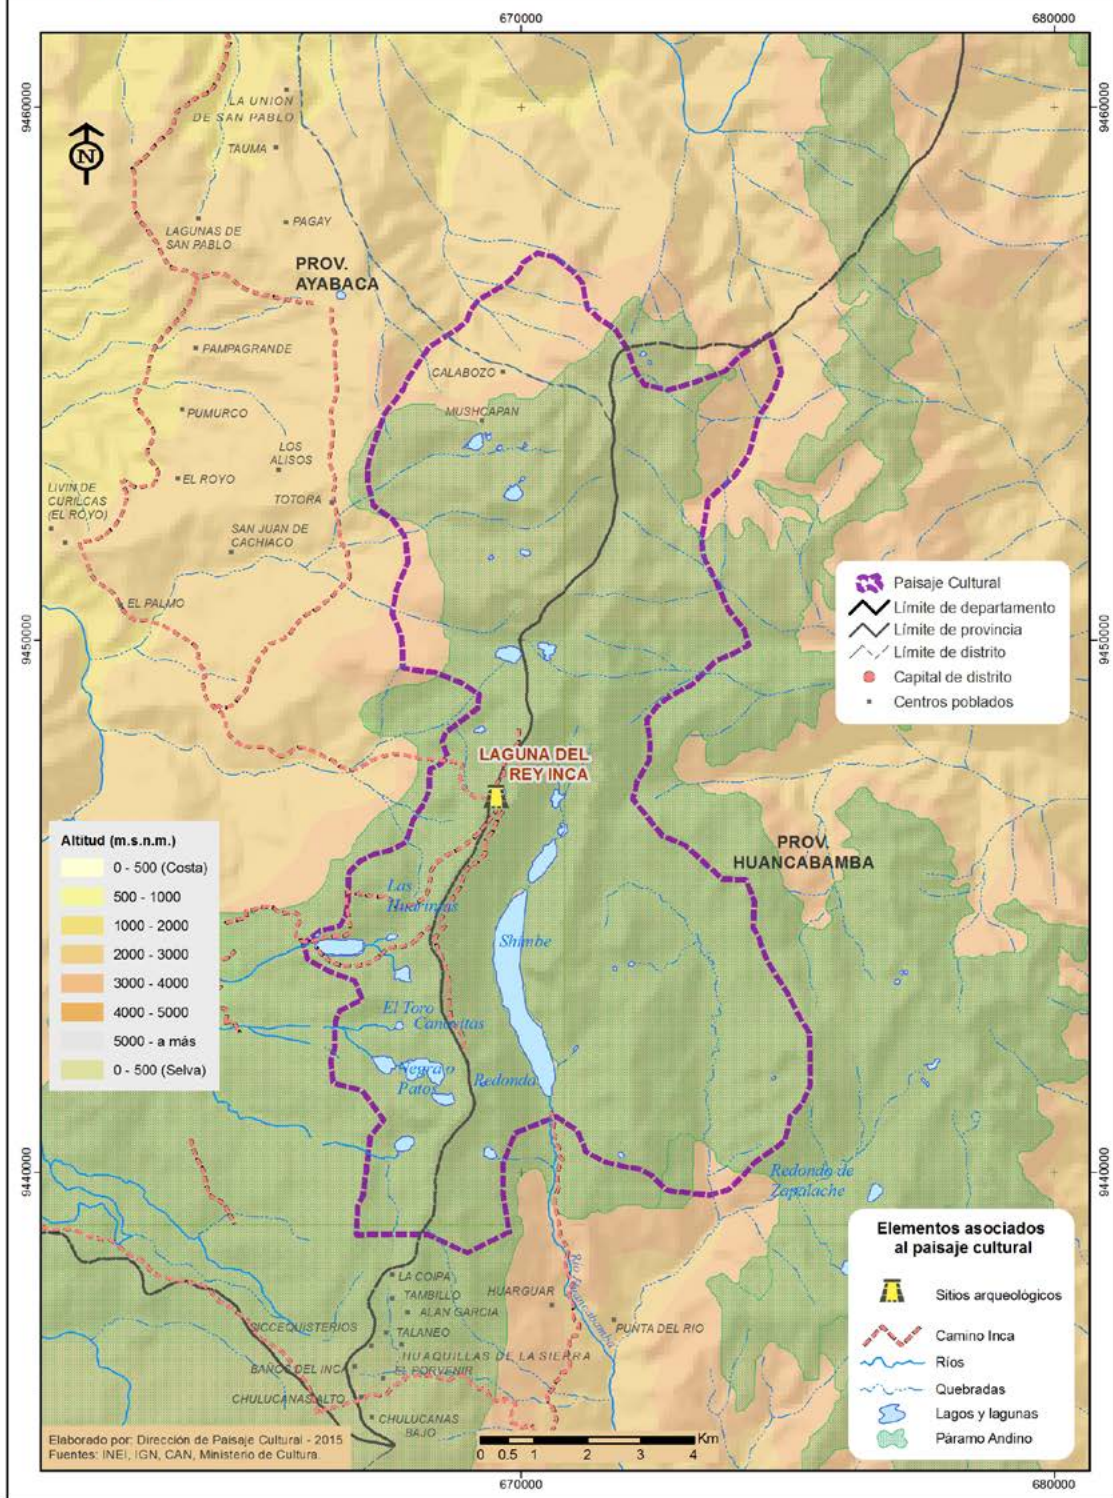 670000
680000
9460000
9460000
LA UNION
DE SAN PABLO
TAUMA
N
PAGAY
LAGUNAS DE
SAN PABLO
PROV.
AYABACA
PAMPAGRANDE
CALABOZO
PUMURCO
MUSHCAPAN
LOS
ALISOS
EL ROYO
LIVIN DE
CURILCAS
(EL ROYO)
TOTORA
SAN JUAN DE
CACHIACO
EL PALMO
Paisaje Cultural
Límite de departamento
Límite de provincia
Límite de distrito
Capital de distrito
Centros poblados
9450000
9450000
LAGUNA DEL
REY INCA
Altitud (m.s.n.m.)
0 - 500 (Costa)
500 - 1000
1000 - 2000
2000 - 3000
3000 - 4000
4000 - 5000
5000 - a más
0 - 500 (Selva)
PROV.
HUANCABAMBA
Las
Huarinjas
Shimbe
El Toro
Canovitas
Negra o
Patos
Redonda
9440000
9440000
Redondo de
Zapalache
Elementos asociados
al paisaje cultural
Sitios arqueológicos
Camino Inca
Ríos
Quebradas
Lagos y lagunas
Páramo Andino
LA COIPA
TAMBILLO
HUARGUAR
ALAN GARCIA
Río Huancabamba
SICCEQUISTERIOS
TALANEO
PUNTA DEL RIO
HUAQUILLAS DE LA SIERRA
BAÑOS DEL INCA
EL PORVENIR
CHULUCANAS ALTO
CHULUCANAS
BAJO
Elaborado por: Dirección de Paisaje Cultural - 2015
Fuentes: INEI, IGN, CAN, Ministerio de Cultura.
Km
0 0.5 1 2 3 4
670000
680000